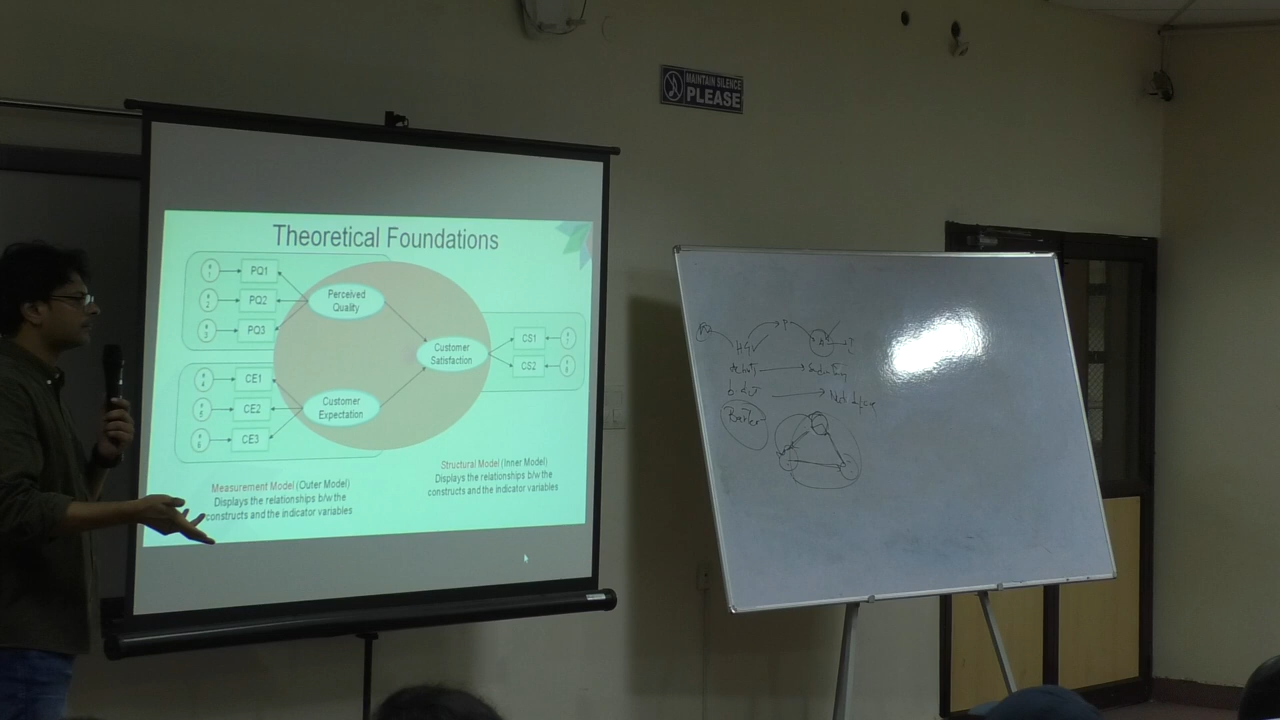 MAINTAIN SILENCE
PLEASE
Theoretical Foundations
PQ1
PQ2
PQ3
Perceived
Quality
CE1
CE2
CE3
Customer
Expectation
Customer
Satisfaction
CS1
CS2
Measurement Model (Outer Model)
Displays the relationships b/w the
constructs and the indicator variables
Structural Model (Inner Model)
Displays the relationships b/w the
constructs and the indicator variables